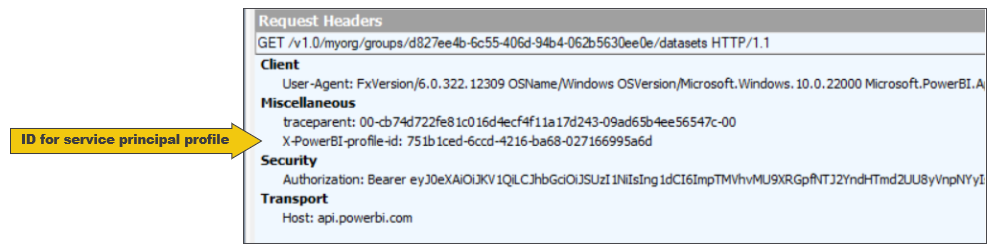 Request Headers
GET /v1.0/myorg/groups/d827ee4b-6c55-406d-94b4-062b5630ee0e/datasets HTTP/1.1
Client
User-Agent: FxVersion/6.0.322.12309 OSName/Windows OSVersion/Microsoft.Windows.10.0.22000 Microsoft.PowerBI.A
Miscellaneous
traceparent: 00-cb74d722fe81c016d4ecf4f11a17d243-09ad65b4ee56547c-00
ID for service principal profile
X-PowerBI-profile-id: 751b1ced-6ccd-4216-ba68-027166995a6d
Security
Authorization: Bearer
Transport
Host: api.powerbi.com